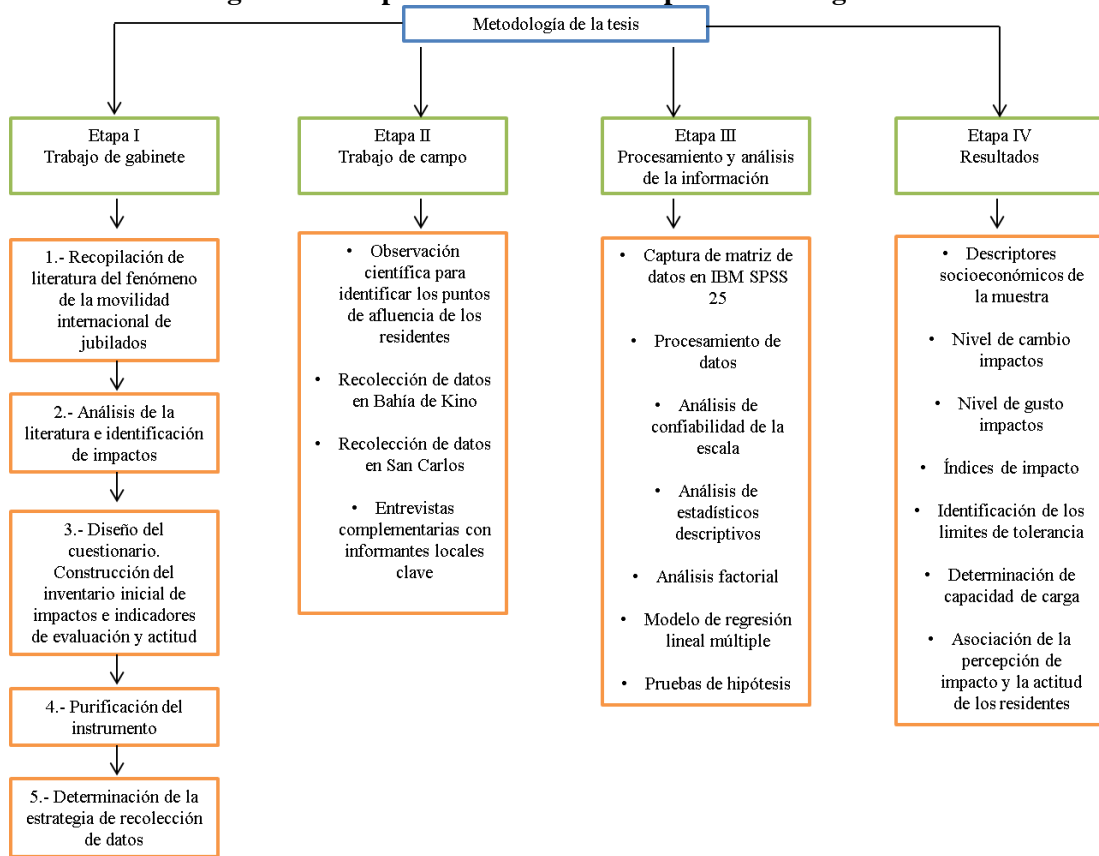 Metodología de la tesis
Etapa I
Trabajo de gabinete
1.- Recopilación de
literatura del fenómeno
de la movilidad
internacional de
jubilados
2.- Análisis de la
literatura e identificación
de impactos
3.- Diseño del
cuestionario.
Construcción del
inventario inicial de
impactos e indicadores
de evaluación y actitud
4.- Purificación del
instrumento
5.- Determinación de la
estrategia de recolección
de datos
Etapa II
Trabajo de campo
• Observación
científica para
identificar los puntos
de afluencia de los
residentes
• Recolección de datos
en Bahía de Kino
• Recolección de datos
en San Carlos
• Entrevistas
complementarias con
informantes locales
clave
Etapa III
Procesamiento y análisis
de la información
• Captura de matriz de
datos en IBM SPSS
25
• Procesamiento de
datos
• Análisis de
confiabilidad de la
escala
• Análisis de
estadísticos
descriptivos
• Análisis factorial
• Modelo de regresión
lineal múltiple
• Pruebas de hipótesis
Etapa IV
Resultados
• Descriptores
socioeconómicos de
la muestra
• Nivel de cambio
impactos
• Nivel de gusto
impactos
• Índices de impacto
• Identificación de los
limites de tolerancia
• Determinación de
capacidad de carga
• Asociación de la
percepción de
impacto y la actitud
de los residentes